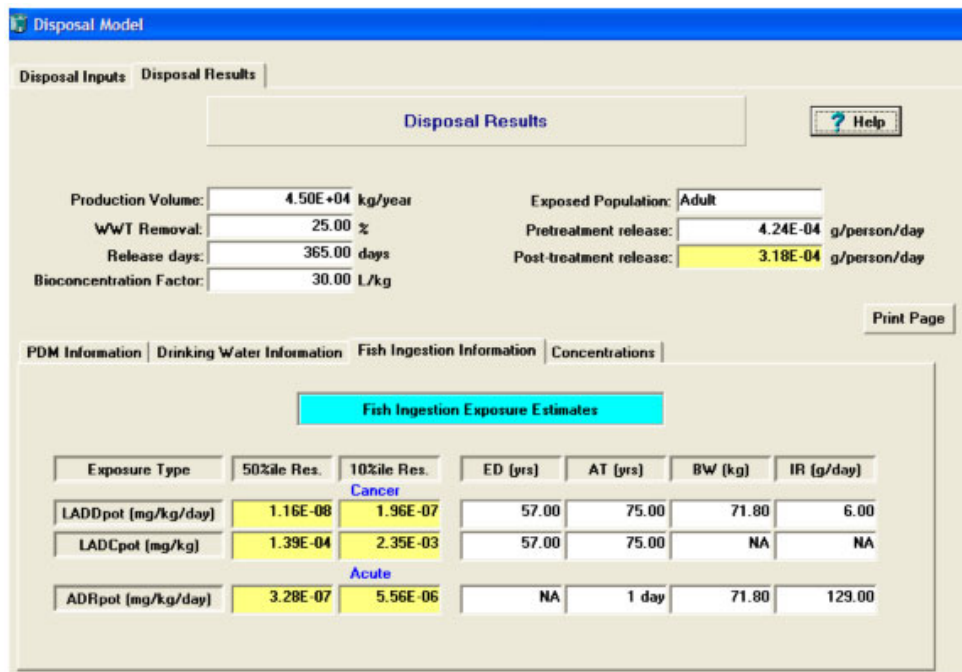 Disposal Model
Disposal Inputs Disposal Results
Disposal Results
? Help
Production Volume: 4.50E+04 kg/year Exposed Population: Adult
WWT Removal: 25.00 % Pretreatment release: 4.24E-04 g/person/day
Release days: 365.00 days Post-treatment release: 3.18E-04 g/person/day
Bioconcentration Factor: 30.00 L/kg
Print Page
PDM Information Drinking Water Information Fish Ingestion Information Concentrations
Fish Ingestion Exposure Estimates
Exposure Type 50%ile Res. 10%ile Res. ED (yrs) AT (yrs) BW (kg) IR (g/day)
Cancer
LADDpot (mg/kg/day) 1.16E-08 1.96E-07 57.00 75.00 71.80 6.00
LADCpot (mg/kg) 1.39E-04 2.35E-03 57.00 75.00 NA NA
Acute
ADRpot (mg/kg/day) 3.28E-07 5.56E-06 NA 1 day 71.80 129.00